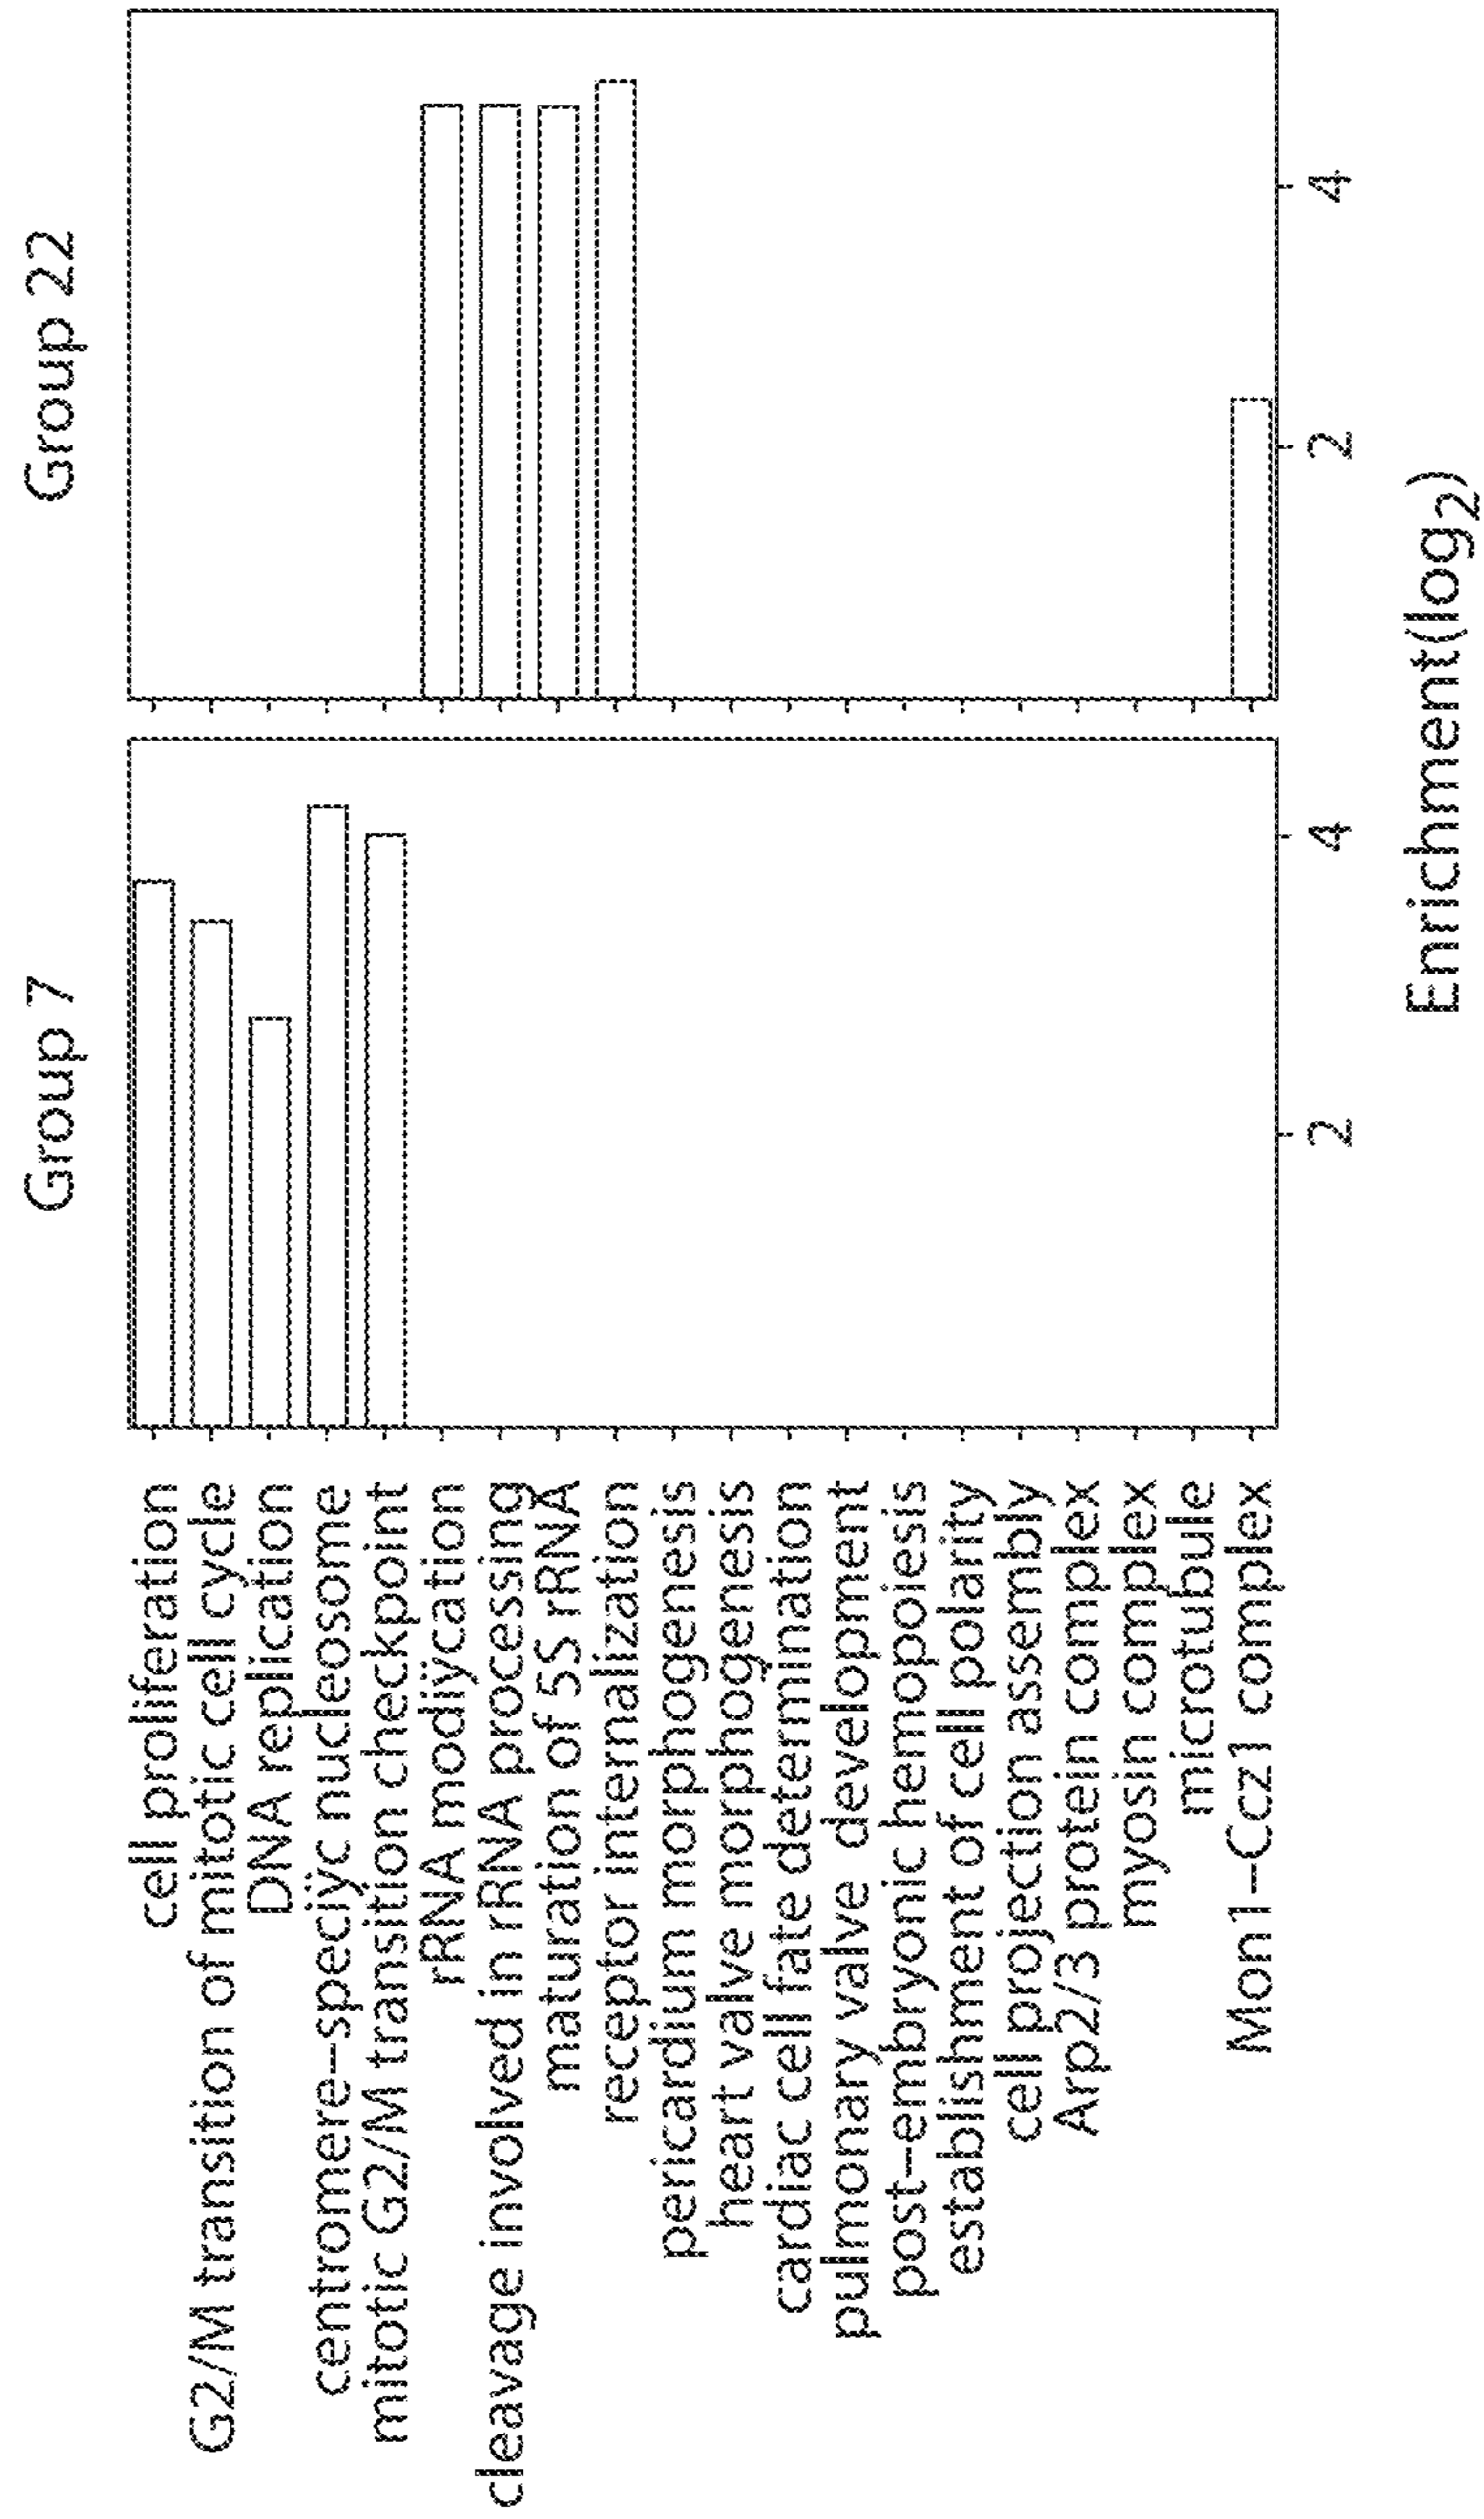 Group 7
Group 22
cell proliferation
G2/M transition of mitotic cell cycle
DNA replication
centromere–speciyc nucleosome
mitotic G2/M transition checkpoint
rRNA modiycation
cleavage involved in rRNA processing
maturation of 5S rRNA
receptor internalization
pericardium morphogenesis
heart valve morphogenesis
cardiac cell fate determination
pulmonary valve development
post–embryonic hemopoiesis
establishment of cell polarity
cell projection assembly
Arp2/3 protein complex
myosin complex
microtubule
Mon1–Ccz1 complex
2 4 2 4
Enrichment(log2)